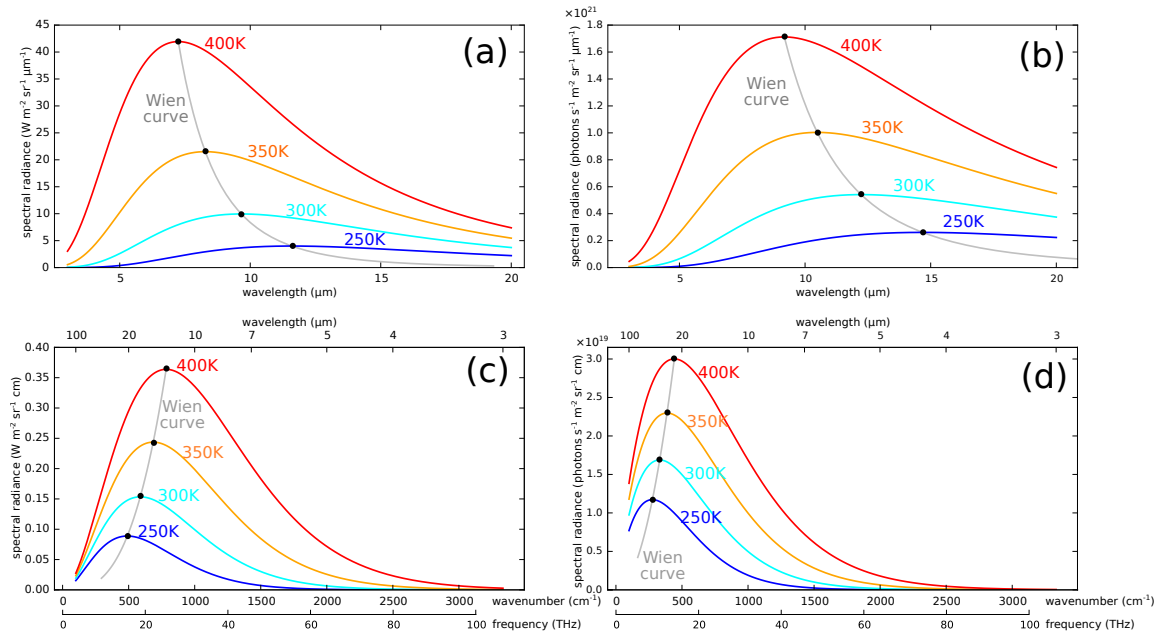 (a)
45
40
35
30
25
20
15
10
5
0
spectral radiance (W m⁻² sr⁻¹ μm⁻¹)
400K
Wien
curve
350K
300K
250K
5 10 15 20
wavelength (μm)
×10²¹
(b)
1.8
1.6
1.4
1.2
1.0
0.8
0.6
0.4
0.2
0.0
spectral radiance (photons s⁻¹ m⁻² sr⁻¹ μm⁻¹)
400K
Wien
curve
350K
300K
250K
5 10 15 20
wavelength (μm)
wavelength (μm)
100 20 10 7 5 4 3
(c)
0.40
0.35
0.30
0.25
0.20
0.15
0.10
0.05
0.00
spectral radiance (W m⁻² sr⁻¹ cm)
400K
Wien
curve
350K
300K
250K
0 500 1000 1500 2000 2500 3000 wavenumber (cm⁻¹)
0 20 40 60 80 100 frequency (THz)
wavelength (μm)
100 20 10 7 5 4 3
×10¹⁹
(d)
3.0
2.5
2.0
1.5
1.0
0.5
0.0
spectral radiance (photons s⁻¹ m⁻² sr⁻¹ cm)
400K
350K
300K
250K
Wien
curve
0 500 1000 1500 2000 2500 3000 wavenumber (cm⁻¹)
0 20 40 60 80 100 frequency (THz)